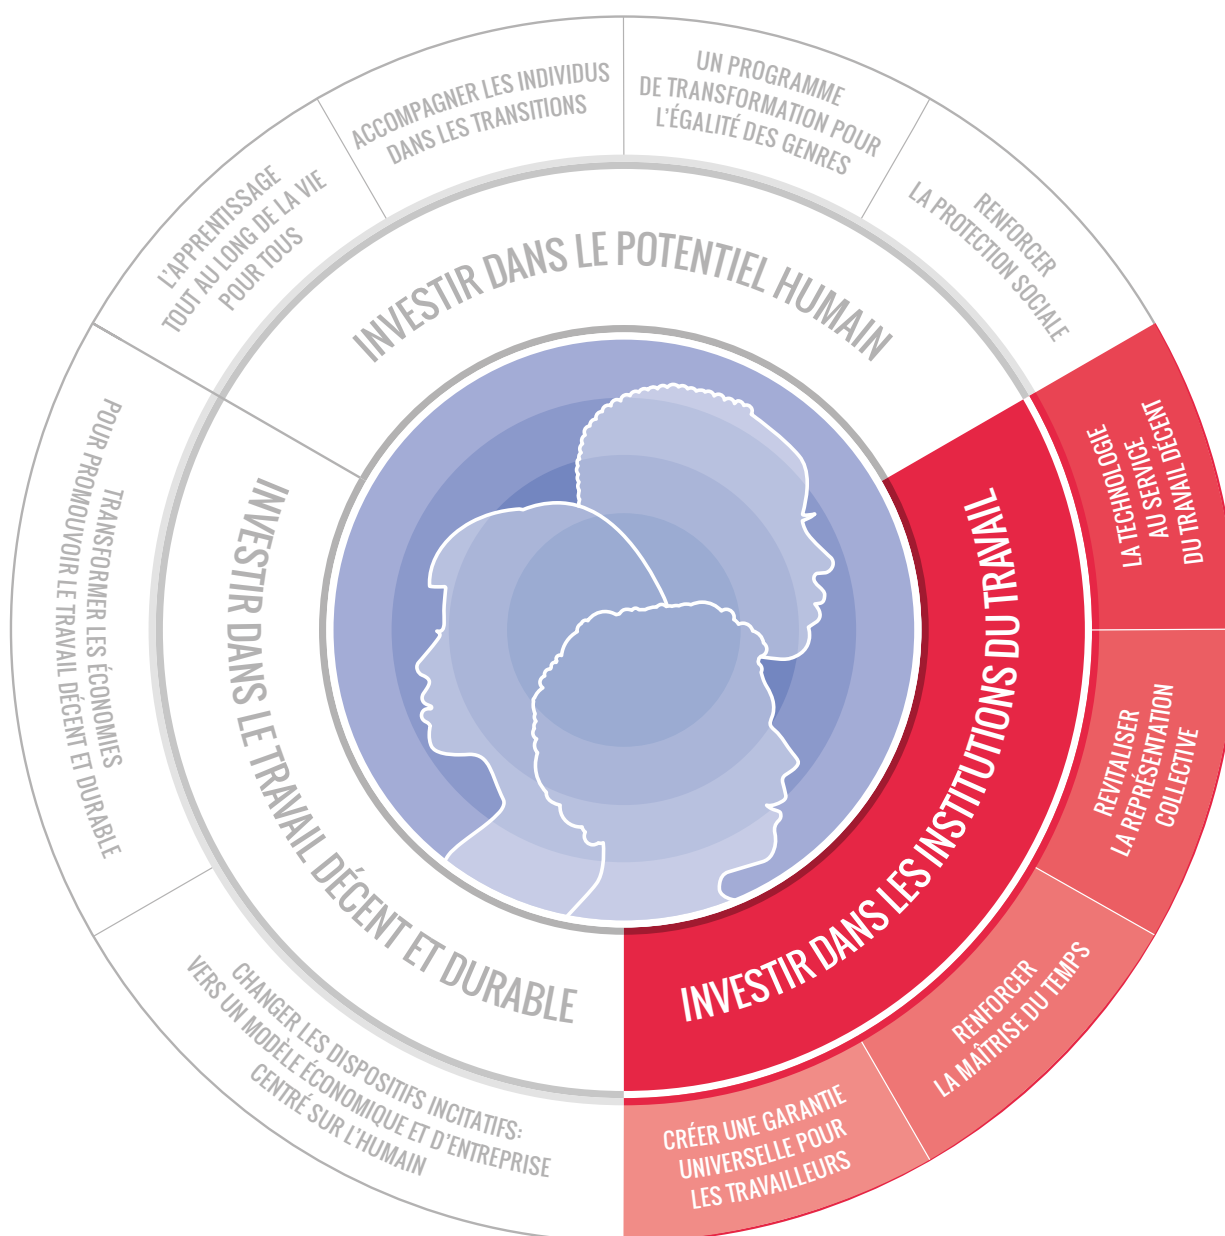 INVESTIR DANS LE POTENTIEL HUMAIN
L'APPRENTISSAGE
TOUT AU LONG DE LA VIE
POUR TOUS
ACCOMPAGNER LES INDIVIDUS
DANS LES TRANSITIONS
UN PROGRAMME
DE TRANSFORMATION POUR
L'ÉGALITÉ DES GENRES
RENFORCER
LA PROTECTION SOCIALE
INVESTIR DANS LES INSTITUTIONS DU TRAVAIL
LA TECHNOLOGIE
AU SERVICE
DU TRAVAIL DÉCENT
REVITALISER
LA REPRÉSENTATION
COLLECTIVE
RENFORCER
LA MAÎTRISE DU TEMPS
CRÉER UNE GARANTIE
UNIVERSELLE POUR
LES TRAVAILLEURS
INVESTIR DANS LE TRAVAIL DÉCENT ET DURABLE
TRANSFORMER LES ÉCONOMIES
POUR PROMOUVOIR LE TRAVAIL DÉCENT ET DURABLE
CHANGER LES DISPOSITIFS INCITATIFS:
VERS UN MODÈLE ÉCONOMIQUE ET D'ENTREPRISE
CENTRÉ SUR L'HUMAIN